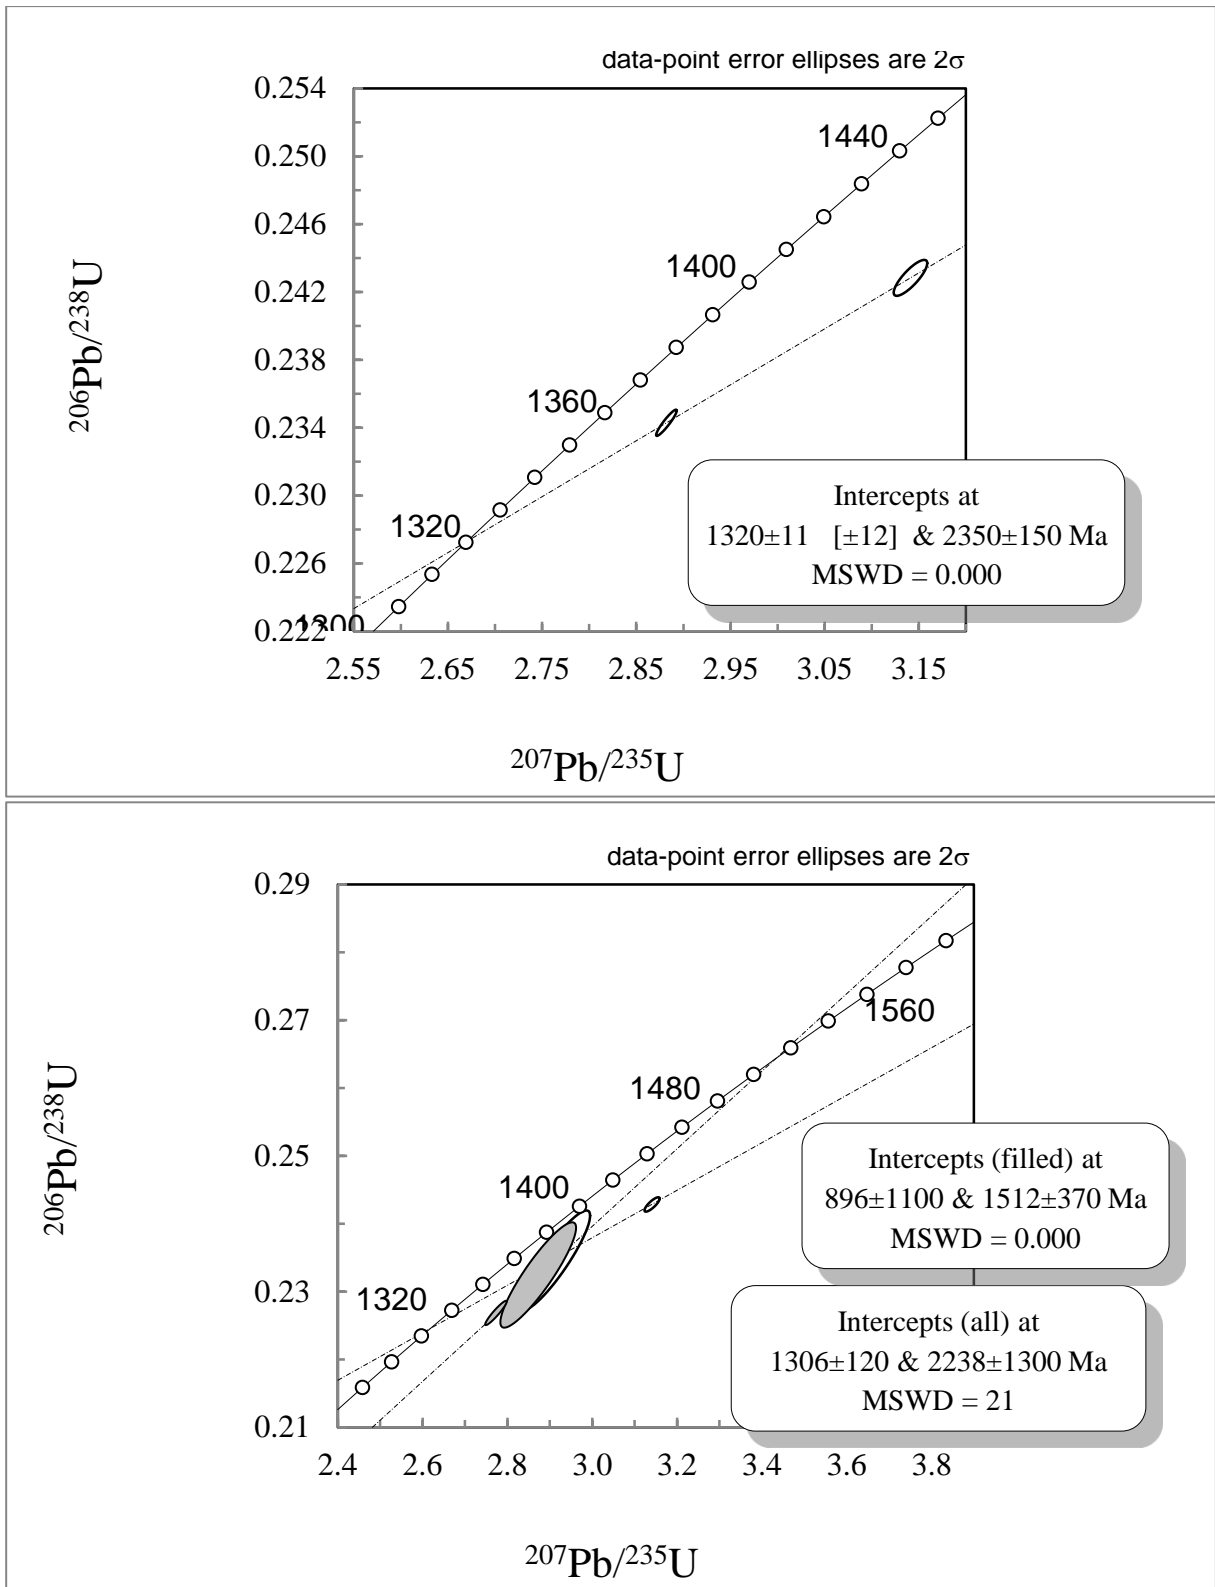 data-point error ellipses are 2σ
0.254
0.250
0.246
0.242
0.238
0.234
0.230
0.226
0.222
1440
1400
1360
1320
1300
²⁰⁶Pb/²³⁸U
Intercepts at
1320±11 [±12] & 2350±150 Ma
MSWD = 0.000
2.55 2.65 2.75 2.85 2.95 3.05 3.15
²⁰⁷Pb/²³⁵U
data-point error ellipses are 2σ
0.29
0.27
0.25
0.23
0.21
1560
1480
1400
1320
²⁰⁶Pb/²³⁸U
Intercepts (filled) at
896±1100 & 1512±370 Ma
MSWD = 0.000
Intercepts (all) at
1306±120 & 2238±1300 Ma
MSWD = 21
2.4 2.6 2.8 3.0 3.2 3.4 3.6 3.8
²⁰⁷Pb/²³⁵U